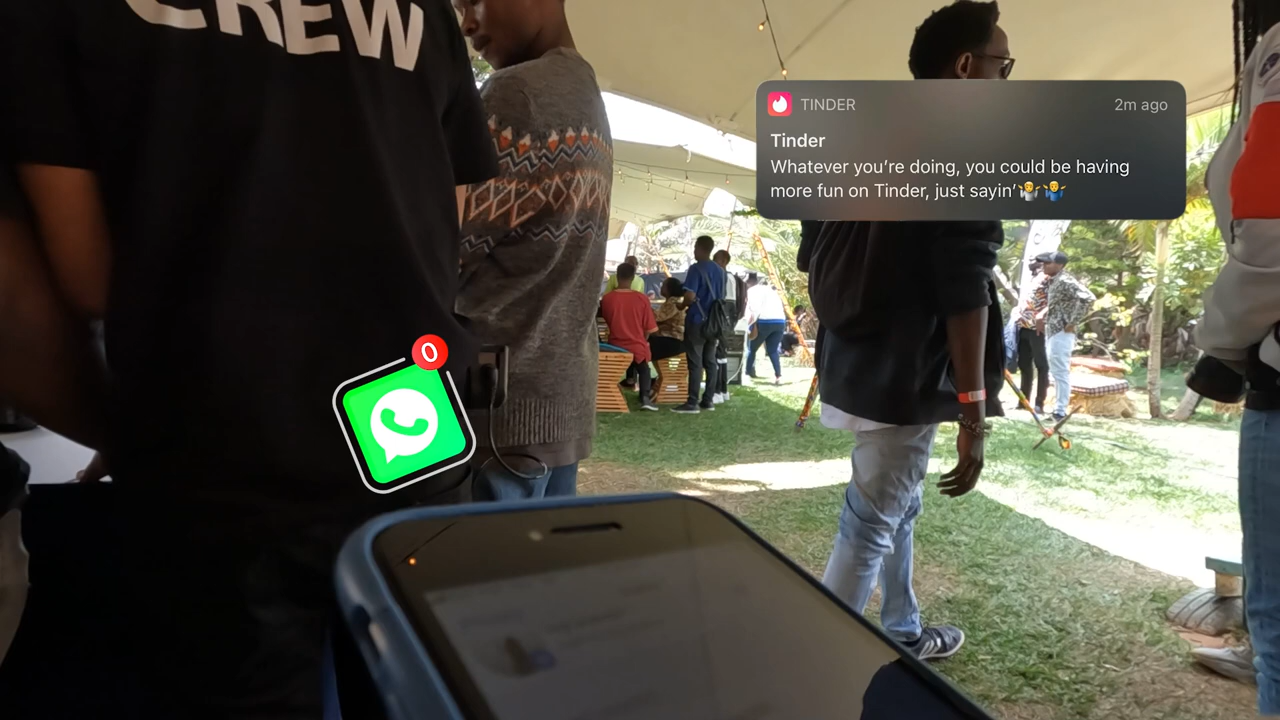 CREW
TINDER
2m ago
Tinder
Whatever you’re doing, you could be having
more fun on Tinder, just sayin’🤷‍♂️🤷‍♂️
0